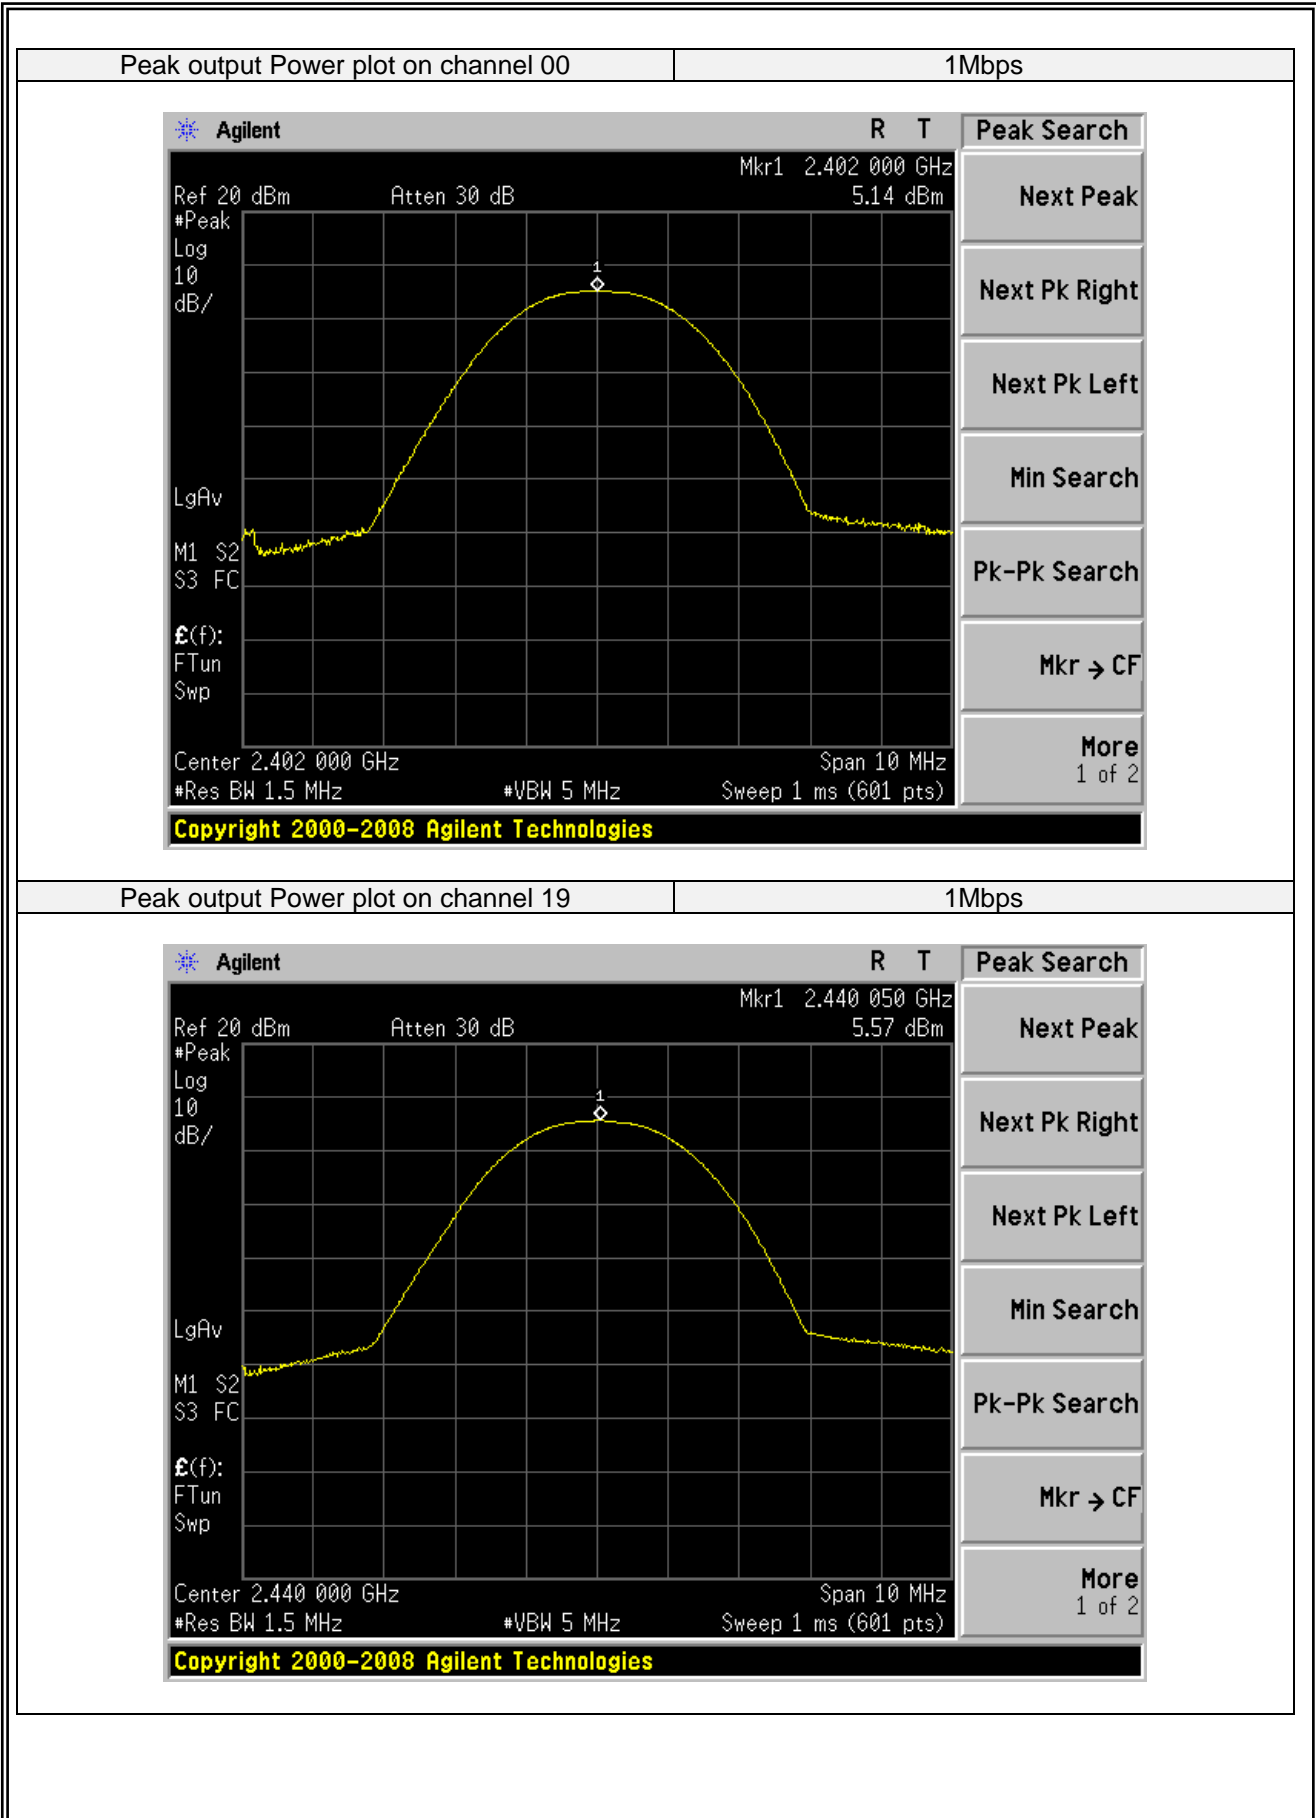 Peak output Power plot on channel 00 1Mbps
Agilent R T Peak Search
Mkr1 2.402 000 GHz
Ref 20 dBm Atten 30 dB 5.14 dBm
#Peak
Log
10
dB/
1
LgAv
M1 S2
S3 FC
£(f):
FTun
Swp
Center 2.402 000 GHz Span 10 MHz
#Res BW 1.5 MHz #VBW 5 MHz Sweep 1 ms (601 pts)
Copyright 2000-2008 Agilent Technologies
Next Peak
Next Pk Right
Next Pk Left
Min Search
Pk-Pk Search
Mkr → CF
More
1 of 2
Peak output Power plot on channel 19 1Mbps
Agilent R T Peak Search
Mkr1 2.440 050 GHz
Ref 20 dBm Atten 30 dB 5.57 dBm
#Peak
Log
10
dB/
1
LgAv
M1 S2
S3 FC
£(f):
FTun
Swp
Center 2.440 000 GHz Span 10 MHz
#Res BW 1.5 MHz #VBW 5 MHz Sweep 1 ms (601 pts)
Copyright 2000-2008 Agilent Technologies
Next Peak
Next Pk Right
Next Pk Left
Min Search
Pk-Pk Search
Mkr → CF
More
1 of 2